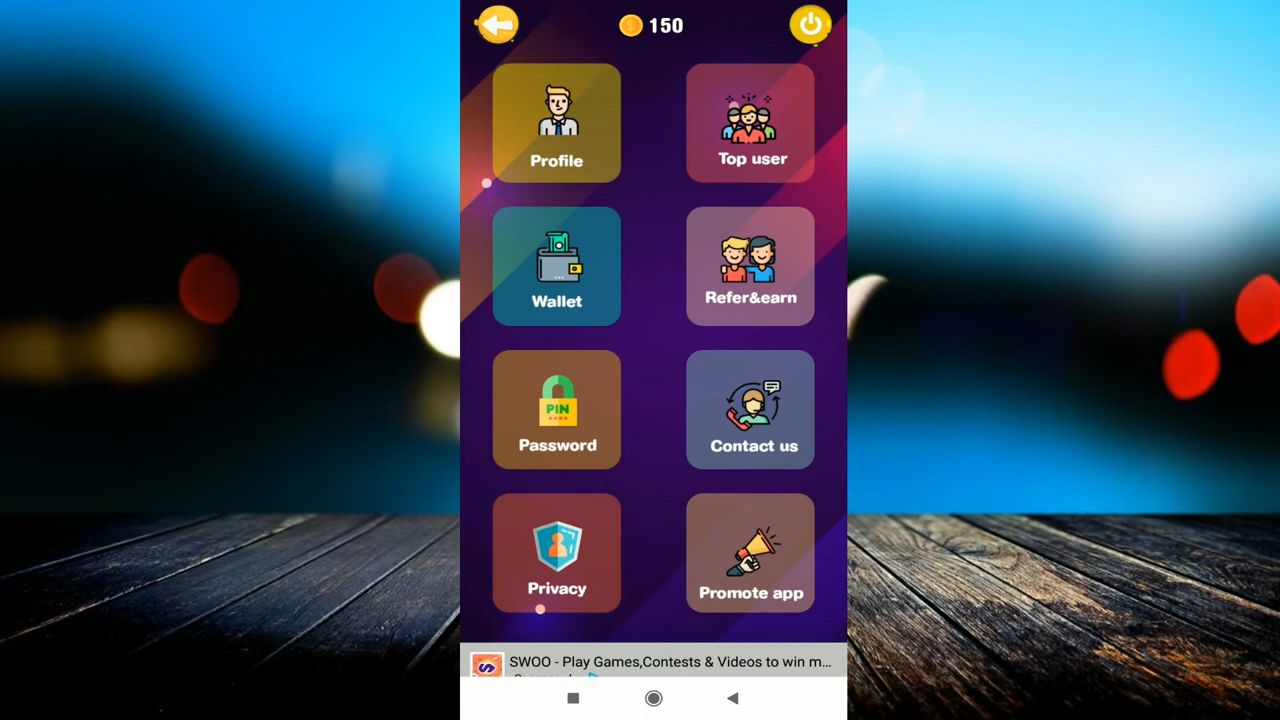 150
Profile
Top user
Wallet
Refer&earn
PIN
Password
Contact us
Privacy
Promote app
SWOO - Play Games,Contests & Videos to win m...